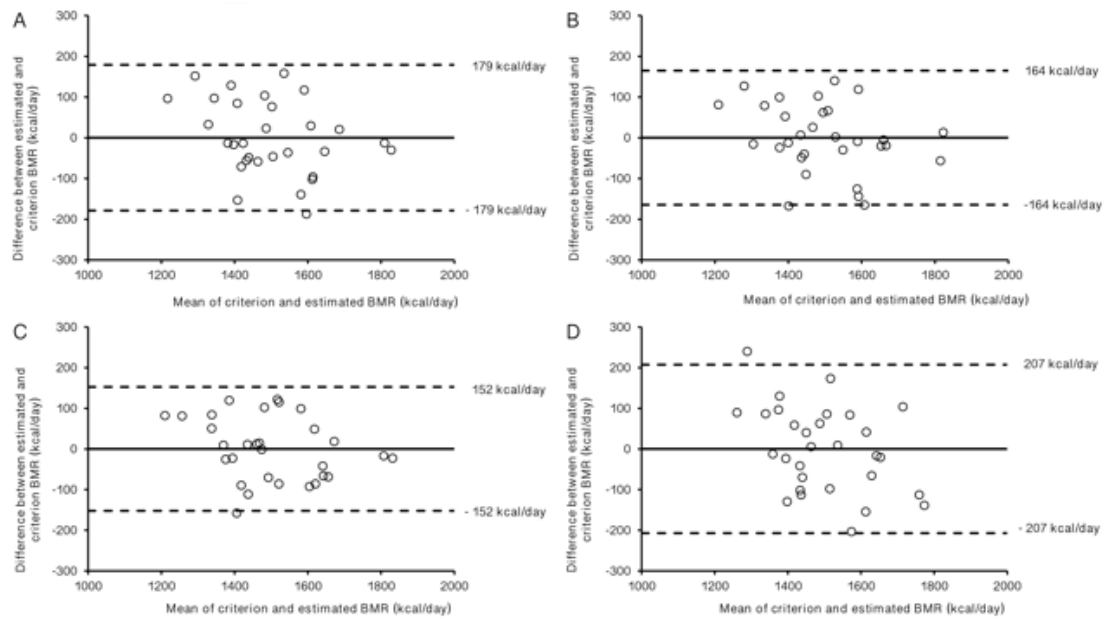 A
Difference between estimated and
criterion BMR (kcal/day)
300
200
100
0
-100
-200
-300
179 kcal/day
- 179 kcal/day
1000 1200 1400 1600 1800 2000
Mean of criterion and estimated BMR (kcal/day)
B
Difference between estimated and
criterion BMR (kcal/day)
300
200
100
0
-100
-200
-300
164 kcal/day
-164 kcal/day
1000 1200 1400 1600 1800 2000
Mean of criterion and estimated BMR (kcal/day)
C
Difference between estimated and
criterion BMR (kcal/day)
300
200
100
0
-100
-200
-300
152 kcal/day
- 152 kcal/day
1000 1200 1400 1600 1800 2000
Mean of criterion and estimated BMR (kcal/day)
D
Difference between estimated and
criterion BMR (kcal/day)
300
200
100
0
-100
-200
-300
207 kcal/day
- 207 kcal/day
1000 1200 1400 1600 1800 2000
Mean of criterion and estimated BMR (kcal/day)